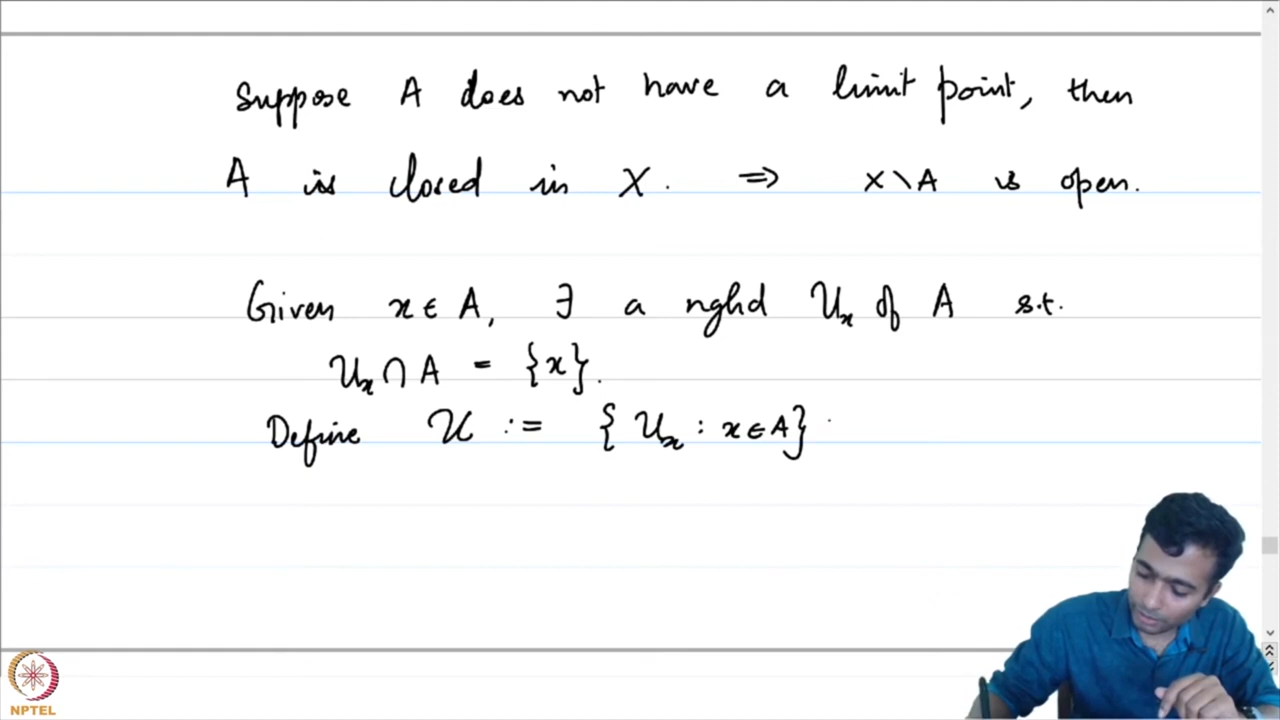 Suppose A does not have a limit point, then
A is closed in X. ⇒ X \ A is open.
Given x ∈ A, ∃ a nghd U_x of A s.t.
U_x ∩ A = {x}.
Define U := { U_x : x ∈ A }
NPTEL